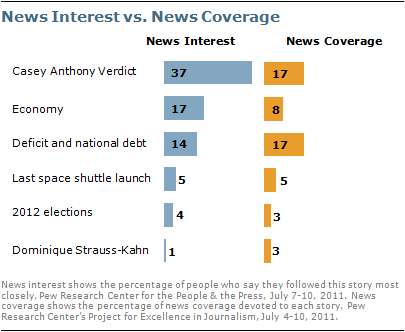 News Interest vs. News Coverage
News Interest News Coverage
Casey Anthony Verdict 37 17
Economy 17 8
Deficit and national debt 14 17
Last space shuttle launch 5 5
2012 elections 4 3
Dominique Strauss-Kahn 1 3
News interest shows the percentage of people who say they followed this story most
closely, Pew Research Center for the People & the Press, July 7-10, 2011. News
coverage shows the percentage of news coverage devoted to each story, Pew
Research Center's Project for Excellence in Journalism, July 4-10, 2011.